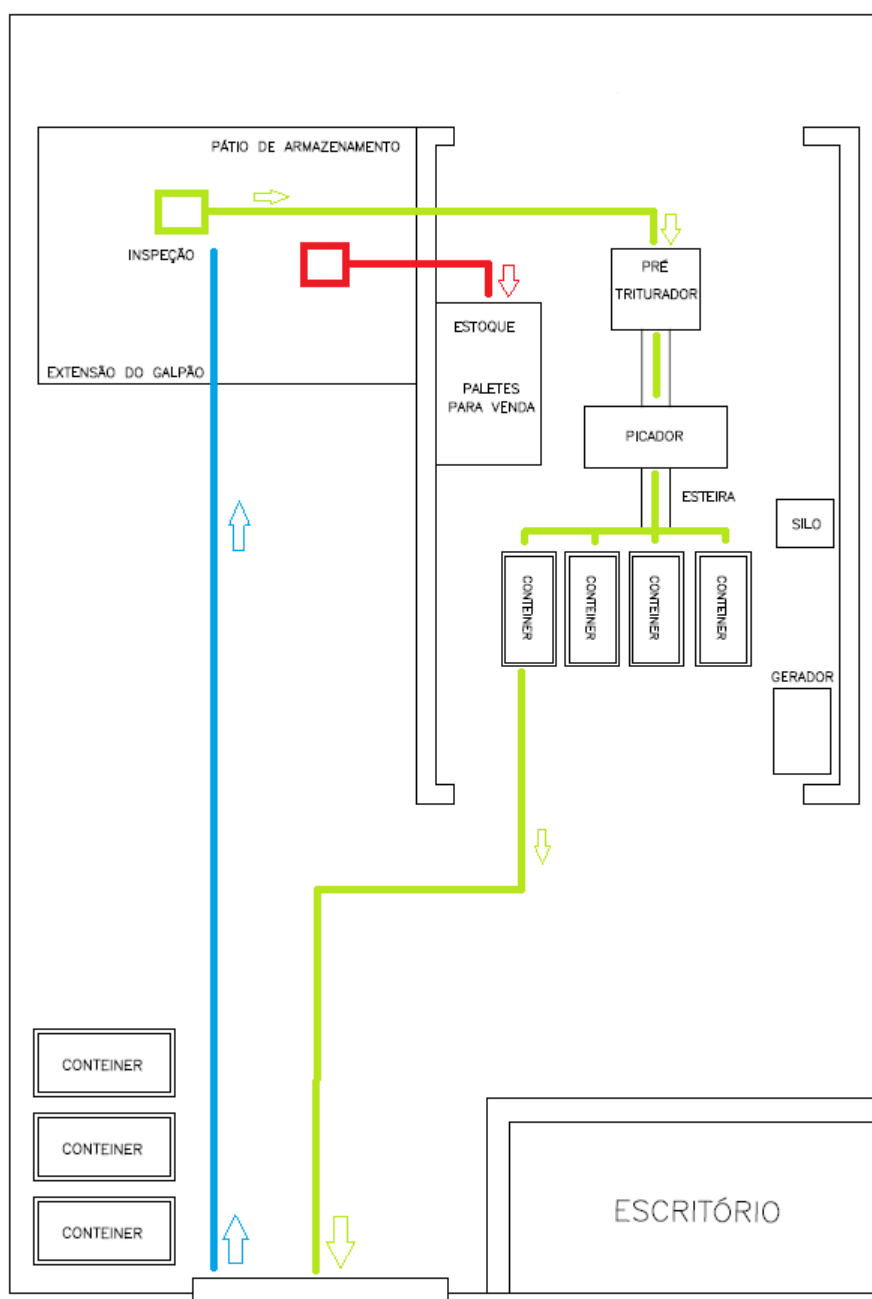 PÁTIO DE ARMAZENAMENTO
INSPEÇÃO
EXTENSÃO DO GALPÃO
ESTOQUE
PALETES
PARA VENDA
PRÉ
TRITURADOR
PICADOR
ESTEIRA
SILO
CONTEINER
CONTEINER
CONTEINER
CONTEINER
GERADOR
CONTEINER
CONTEINER
CONTEINER
ESCRITÓRIO